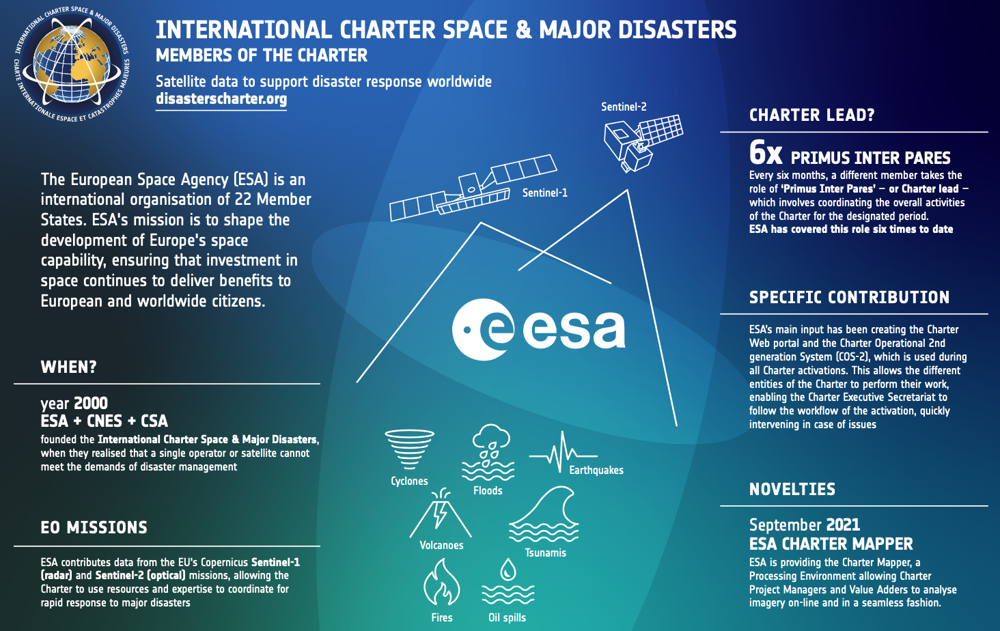 INTERNATIONAL CHARTER SPACE & MAJOR DISASTERS
CHARTE INTERNATIONALE ESPACE ET CATASTROPHES MAJEURES
INTERNATIONAL CHARTER SPACE & MAJOR DISASTERS
MEMBERS OF THE CHARTER
Satellite data to support disaster response worldwide
disasterscharter.org
The European Space Agency (ESA) is an
international organisation of 22 Member
States. ESA's mission is to shape the
development of Europe's space
capability, ensuring that investment in
space continues to deliver benefits to
European and worldwide citizens.
WHEN?
year 2000
ESA + CNES + CSA
founded the International Charter Space & Major Disasters,
when they realised that a single operator or satellite cannot
meet the demands of disaster management
EO MISSIONS
ESA contributes data from the EU's Copernicus Sentinel-1
(radar) and Sentinel-2 (optical) missions, allowing the
Charter to use resources and expertise to coordinate for
rapid response to major disasters
Sentinel-2
Sentinel-1
esa
Cyclones
Floods
Earthquakes
Volcanoes
Tsunamis
Fires
Oil spills
CHARTER LEAD?
6x PRIMUS INTER PARES
Every six months, a different member takes the
role of ‘Primus Inter Pares’ – or Charter lead –
which involves coordinating the overall activities
of the Charter for the designated period.
ESA has covered this role six times to date
SPECIFIC CONTRIBUTION
ESA's main input has been creating the Charter
Web portal and the Charter Operational 2nd
generation System (COS-2), which is used during
all Charter activations. This allows the different
entities of the Charter to perform their work,
enabling the Charter Executive Secretariat to
follow the workflow of the activation, quickly
intervening in case of issues
NOVELTIES
September 2021
ESA CHARTER MAPPER
ESA is providing the Charter Mapper, a
Processing Environment allowing Charter
Project Managers and Value Adders to analyse
imagery on-line and in a seamless fashion.